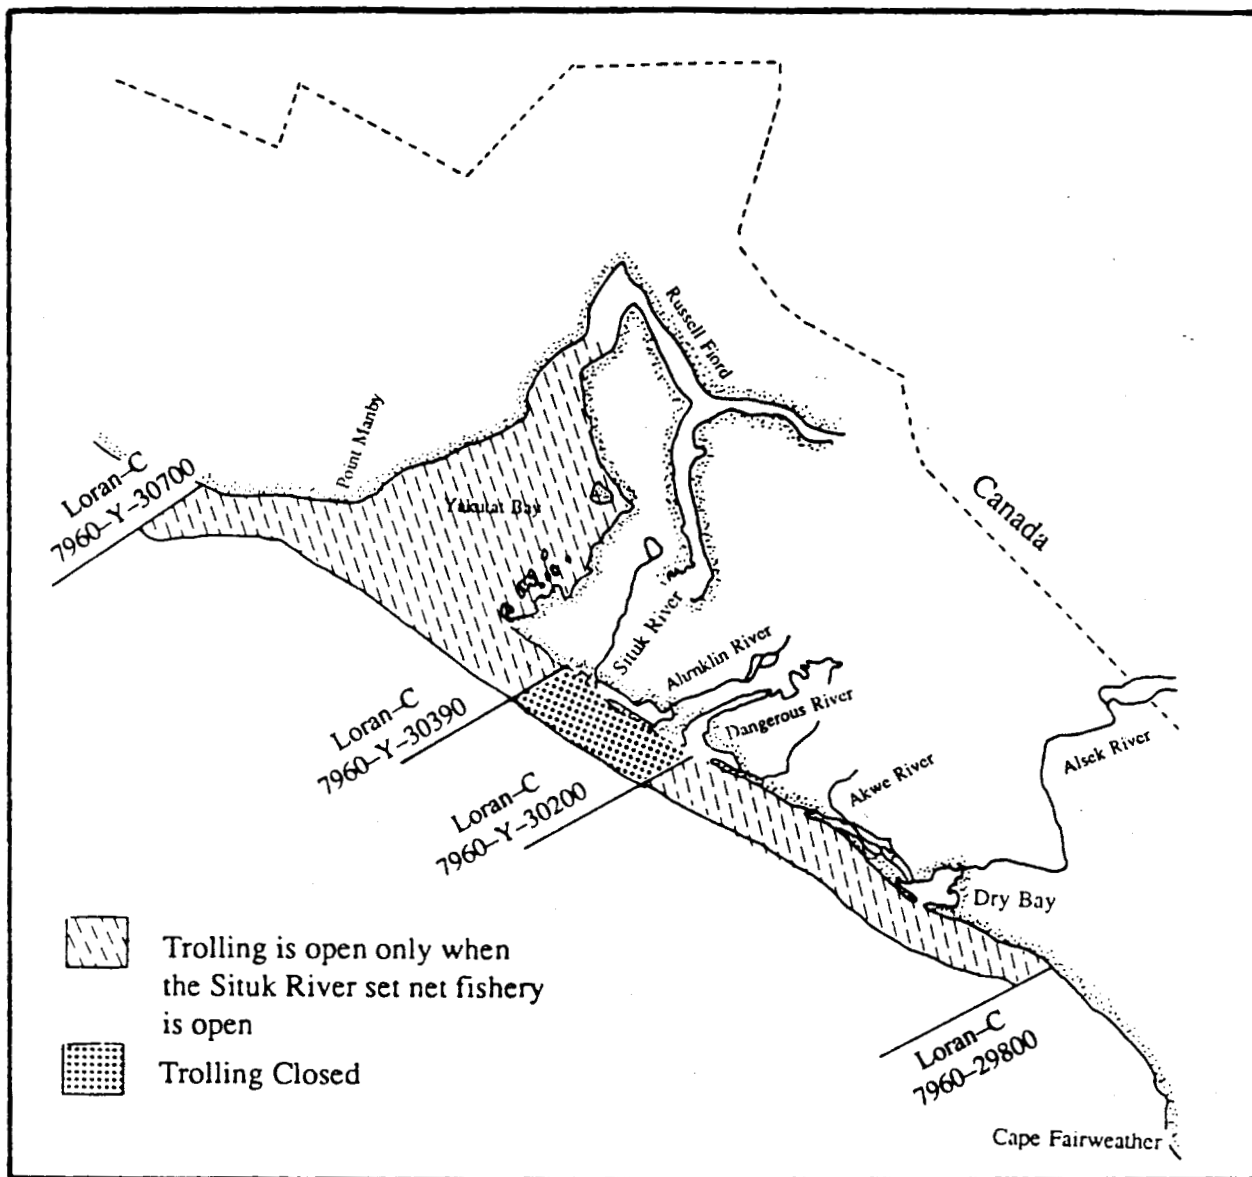 Russell Fiord
Point Manby
Loran–C
7960–Y–30700
Yakutat Bay
Canada
Situk River
Ahrnklin River
Loran–C
7960–Y–30390
Dangerous River
Alsek River
Loran–C
7960–Y–30200
Akwe River
Dry Bay
Trolling is open only when
the Situk River set net fishery
is open
Trolling Closed
Loran–C
7960–29800
Cape Fairweather